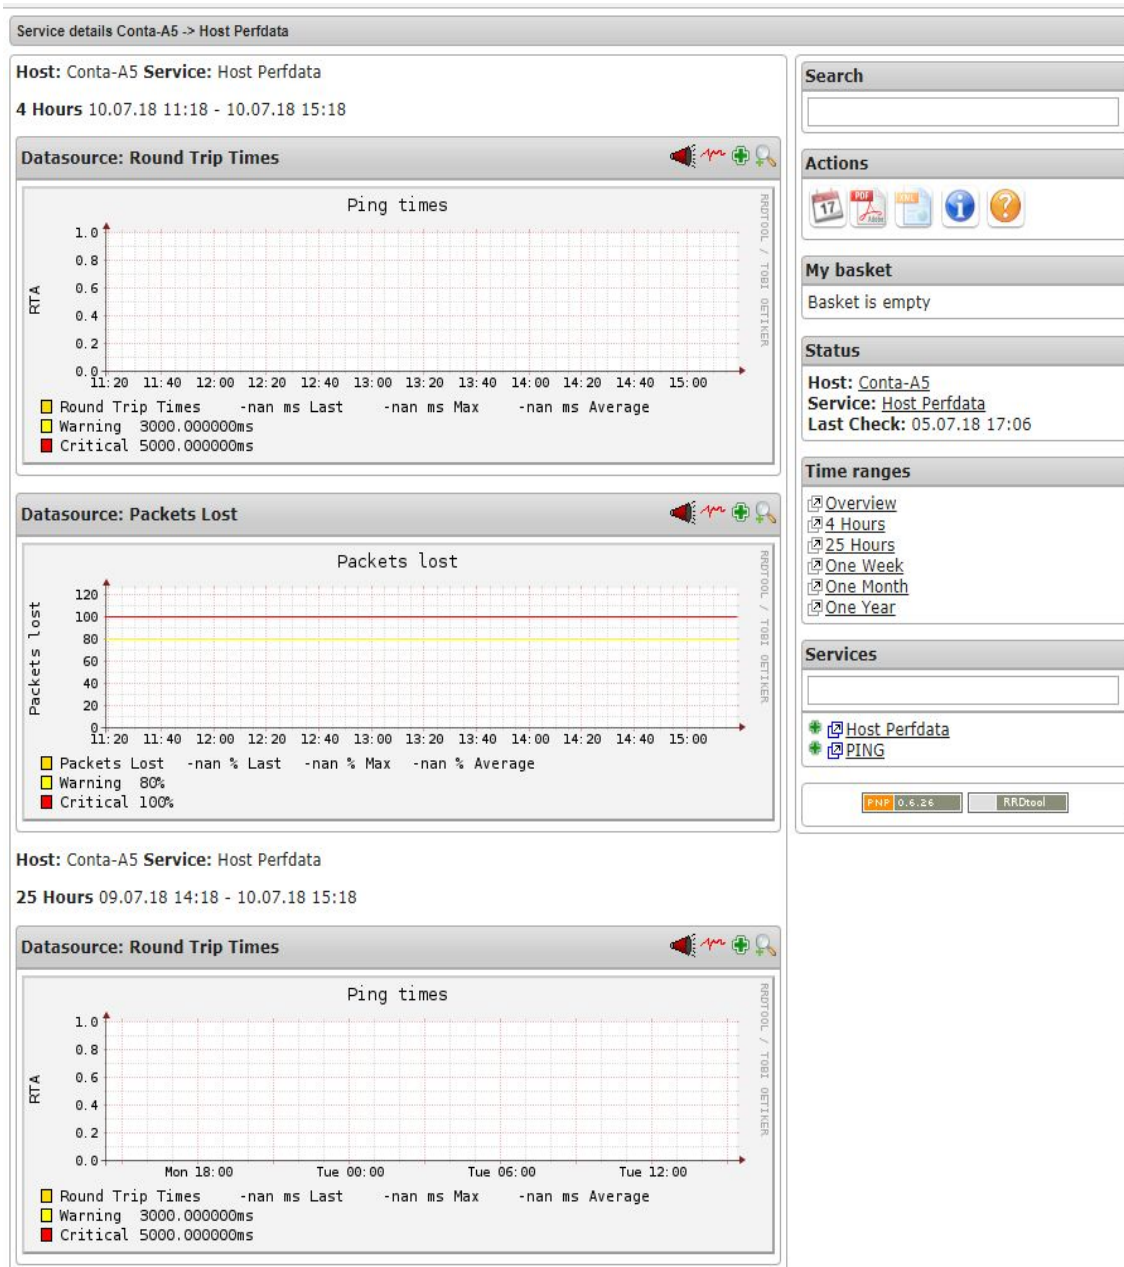 Service details Conta-A5 -> Host Perfdata
Host: Conta-A5 Service: Host Perfdata
4 Hours 10.07.18 11:18 - 10.07.18 15:18
Datasource: Round Trip Times
Ping times
RTA
1.0
0.8
0.6
0.4
0.2
0.0
11:20 11:40 12:00 12:20 12:40 13:00 13:20 13:40 14:00 14:20 14:40 15:00
RRDTOOL / TOBI OETIKER
Round Trip Times -nan ms Last -nan ms Max -nan ms Average
Warning 3000.000000ms
Critical 5000.000000ms
Datasource: Packets Lost
Packets lost
Packets lost
120
100
80
60
40
20
0
11:20 11:40 12:00 12:20 12:40 13:00 13:20 13:40 14:00 14:20 14:40 15:00
RRDTOOL / TOBI OETIKER
Packets Lost -nan % Last -nan % Max -nan % Average
Warning 80%
Critical 100%
Host: Conta-A5 Service: Host Perfdata
25 Hours 09.07.18 14:18 - 10.07.18 15:18
Datasource: Round Trip Times
Ping times
RTA
1.0
0.8
0.6
0.4
0.2
0.0
Mon 18:00 Tue 00:00 Tue 06:00 Tue 12:00
RRDTOOL / TOBI OETIKER
Round Trip Times -nan ms Last -nan ms Max -nan ms Average
Warning 3000.000000ms
Critical 5000.000000ms
Search
Actions
17
PDF
Adobe
XML
My basket
Basket is empty
Status
Host: Conta-A5
Service: Host Perfdata
Last Check: 05.07.18 17:06
Time ranges
Overview
4 Hours
25 Hours
One Week
One Month
One Year
Services
Host Perfdata
PING
PNP 0.6.26 RRDtool